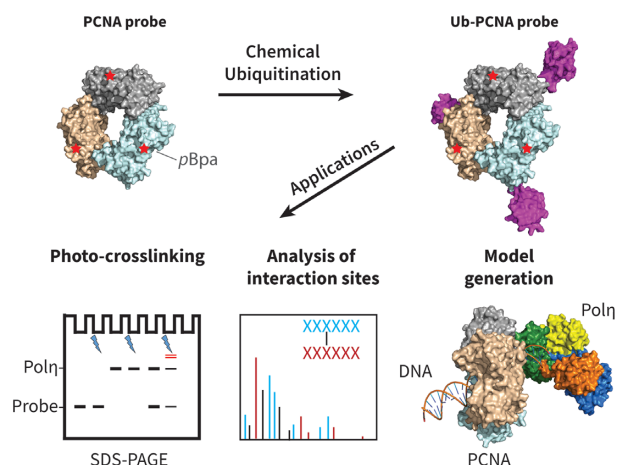 PCNA probe
Ub-PCNA probe
Chemical
Ubiquitination
pBpa
Applications
Photo-crosslinking
Analysis of
interaction sites
Model
generation
XXXXXX
XXXXXX
Polη
Probe
SDS-PAGE
Polη
DNA
PCNA